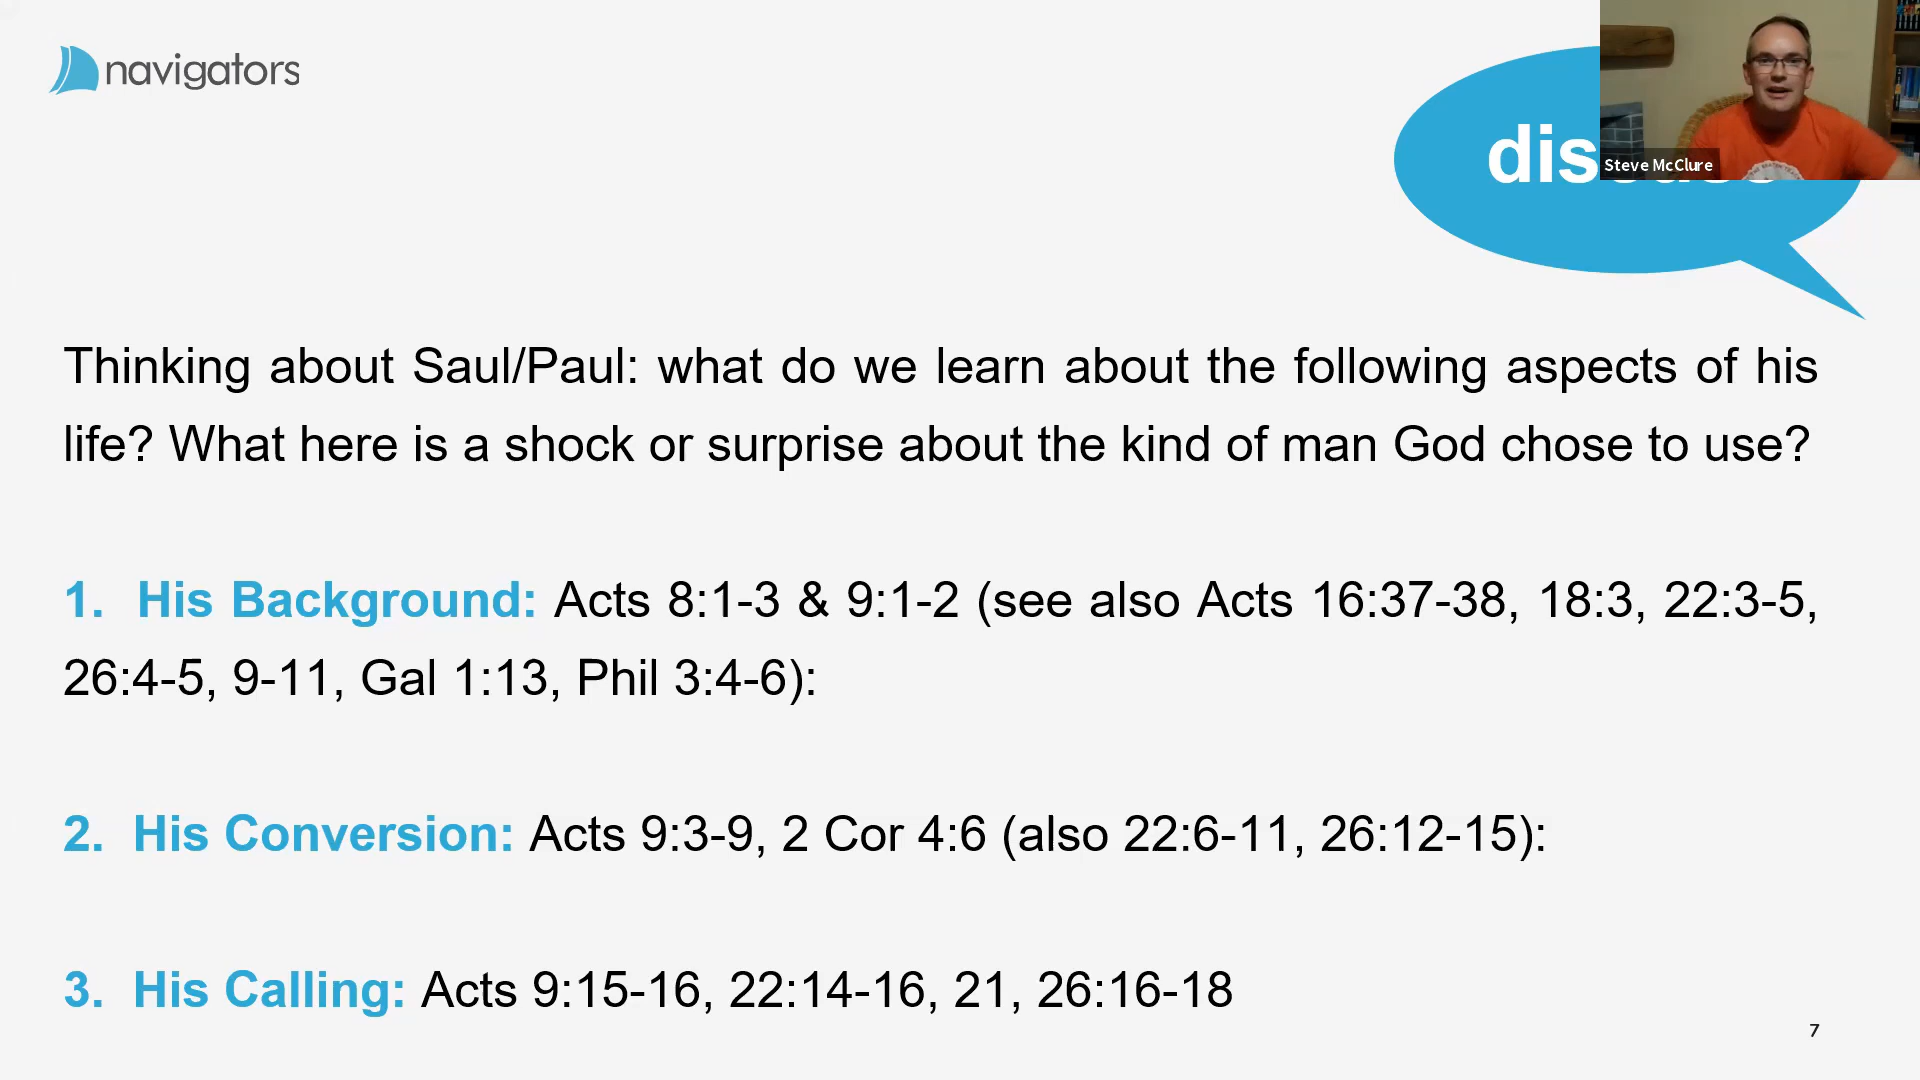 navigators
dis
Steve McClure
Thinking about Saul/Paul: what do we learn about the following aspects of his
life? What here is a shock or surprise about the kind of man God chose to use?
1. His Background: Acts 8:1-3 & 9:1-2 (see also Acts 16:37-38, 18:3, 22:3-5,
26:4-5, 9-11, Gal 1:13, Phil 3:4-6):
2. His Conversion: Acts 9:3-9, 2 Cor 4:6 (also 22:6-11, 26:12-15):
3. His Calling: Acts 9:15-16, 22:14-16, 21, 26:16-18
7